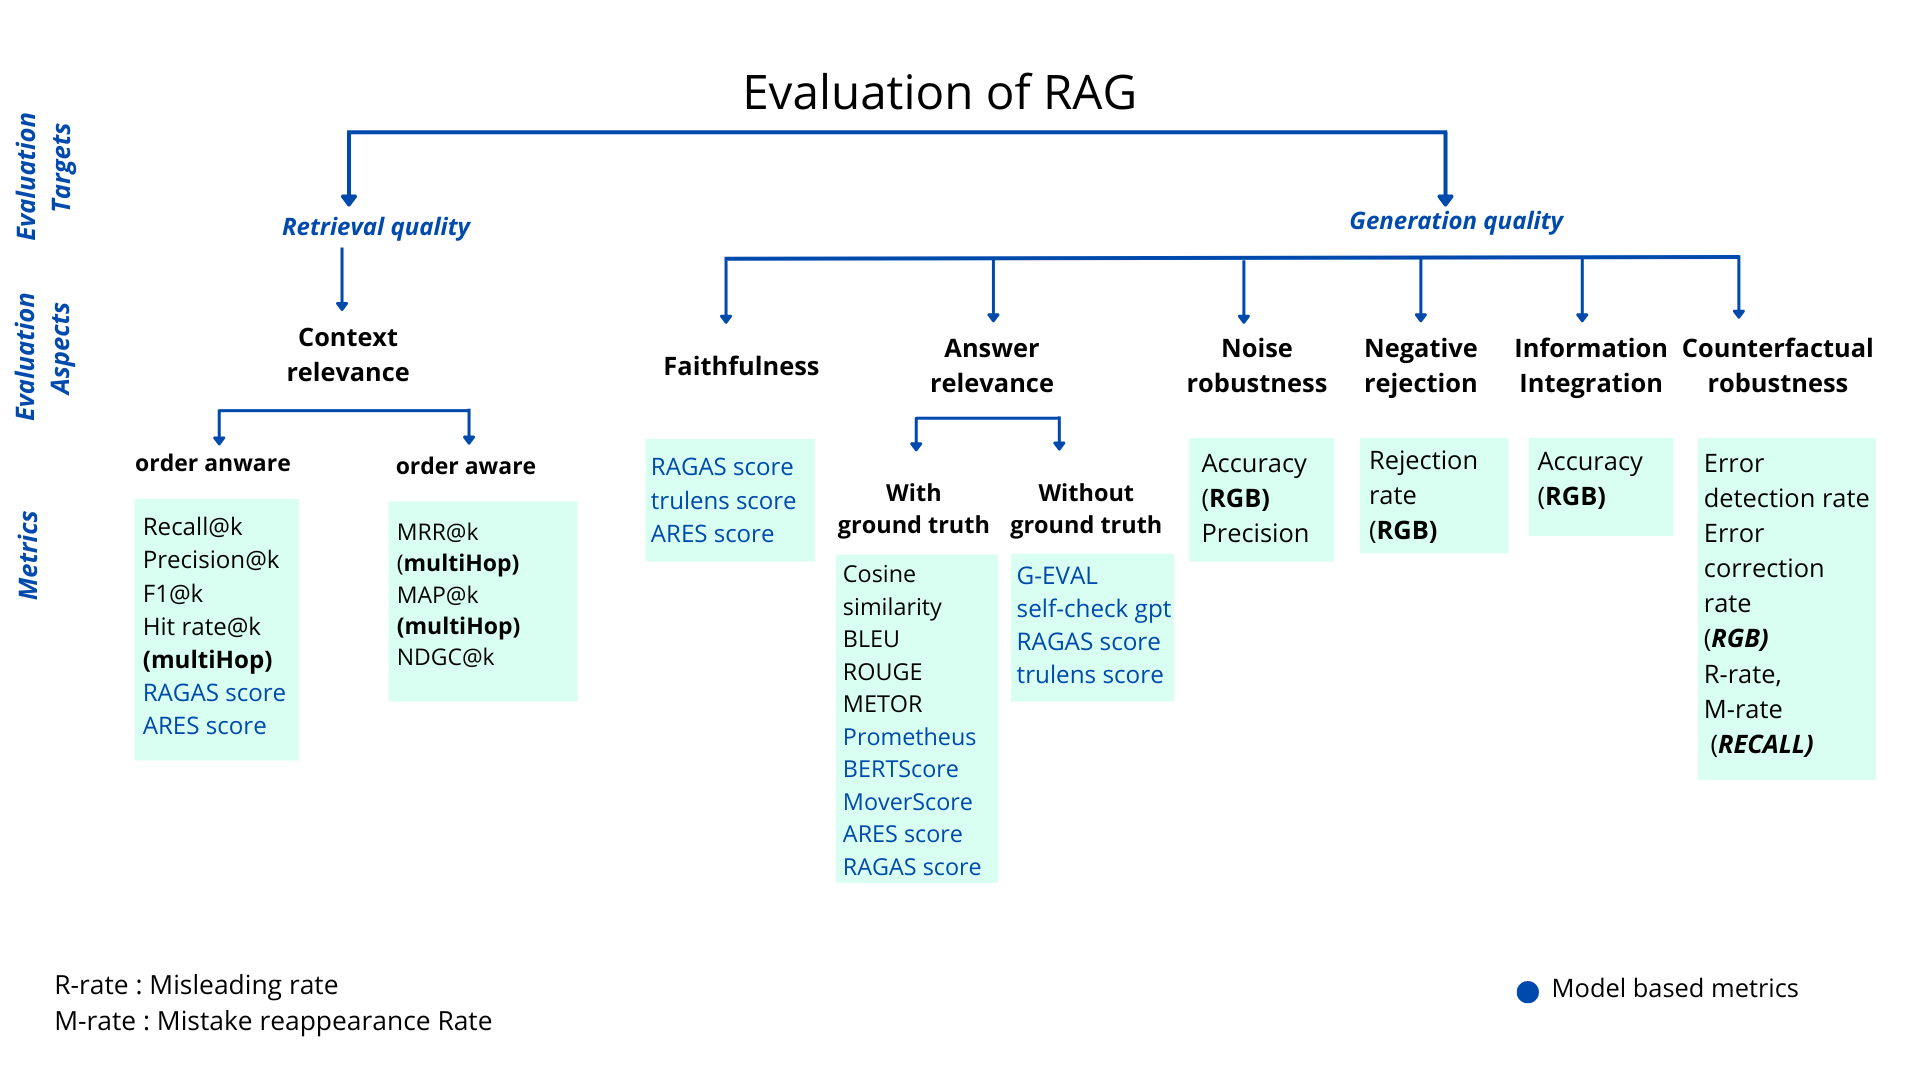 Evaluation of RAG
Evaluation
Targets
Retrieval quality
Generation quality
Evaluation
Aspects
Context
relevance
Faithfulness
Answer
relevance
Noise
robustness
Negative
rejection
Information
Integration
Counterfactual
robustness
Metrics
order anware
Recall@k
Precision@k
F1@k
Hit rate@k
(multiHop)
RAGAS score
ARES score
order aware
MRR@k
(multiHop)
MAP@k
(multiHop)
NDGC@k
RAGAS score
trulens score
ARES score
With
ground truth
Cosine
similarity
BLEU
ROUGE
METOR
Prometheus
BERTScore
MoverScore
ARES score
RAGAS score
Without
ground truth
G-EVAL
self-check gpt
RAGAS score
trulens score
Accuracy
(RGB)
Precision
Rejection
rate
(RGB)
Accuracy
(RGB)
Error
detection rate
Error
correction
rate
(RGB)
R-rate,
M-rate
(RECALL)
R-rate : Misleading rate
M-rate : Mistake reappearance Rate
Model based metrics